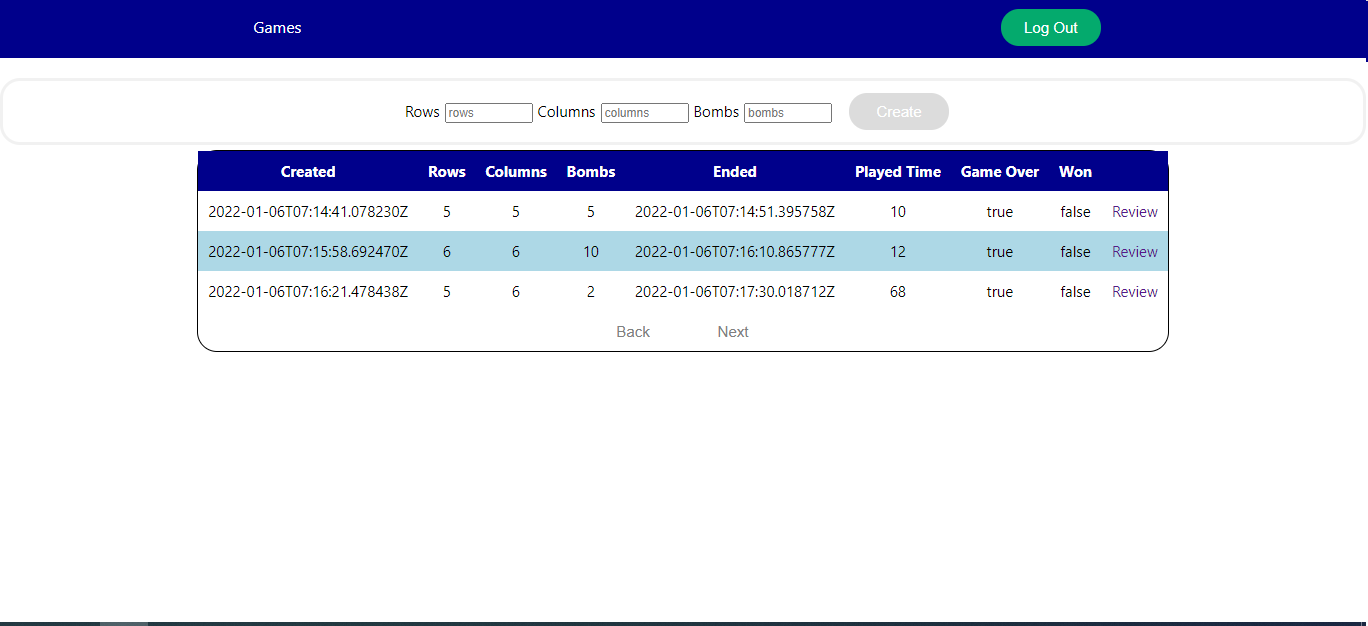 Games Log Out
Rows rows Columns columns Bombs bombs Create
Created Rows Columns Bombs Ended Played Time Game Over Won
2022-01-06T07:14:41.078230Z 5 5 5 2022-01-06T07:14:51.395758Z 10 true false Review
2022-01-06T07:15:58.692470Z 6 6 10 2022-01-06T07:16:10.865777Z 12 true false Review
2022-01-06T07:16:21.478438Z 5 6 2 2022-01-06T07:17:30.018712Z 68 true false Review
Back Next